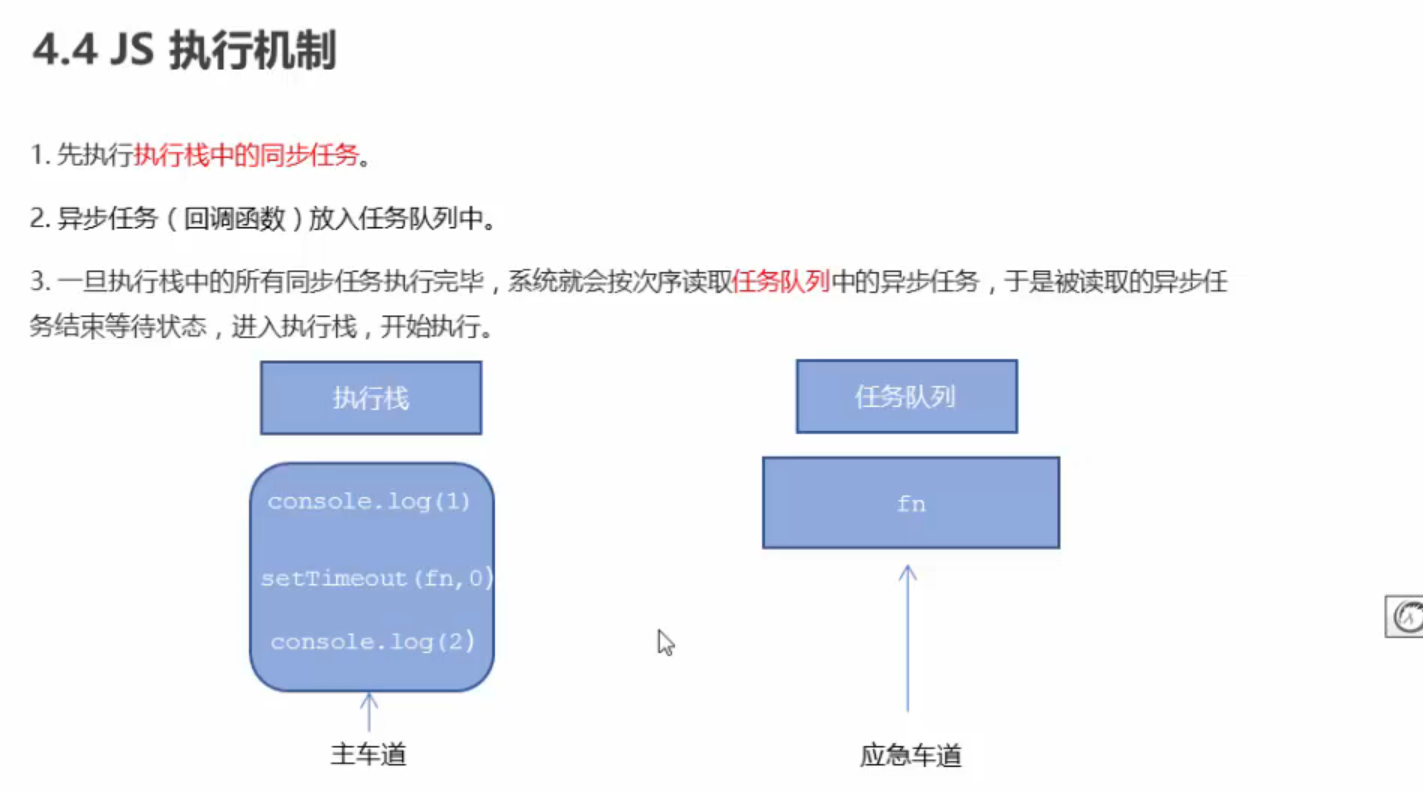 4.4 JS 执行机制
1. 先执行执行栈中的同步任务。
2. 异步任务（回调函数）放入任务队列中。
3. 一旦执行栈中的所有同步任务执行完毕，系统就会按次序读取任务队列中的异步任务，于是被读取的异步任
务结束等待状态，进入执行栈，开始执行。
执行栈
任务队列
console.log(1)
fn
setTimeout(fn,0)
console.log(2)
主车道
应急车道